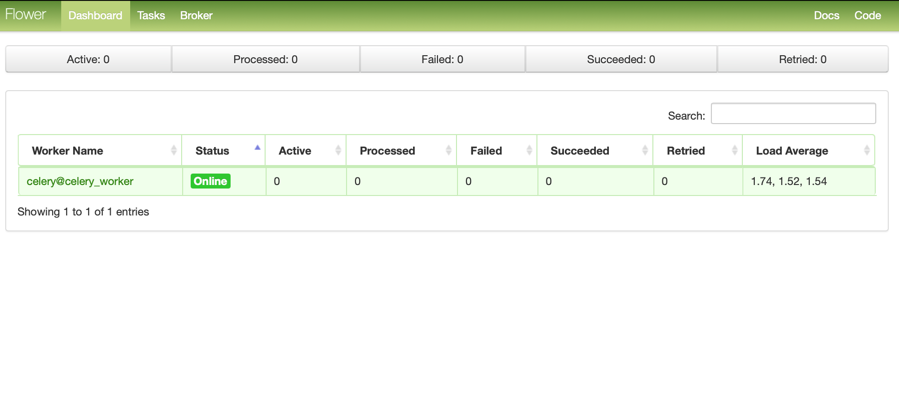 Flower Dashboard Tasks Broker Docs Code
Active: 0 Processed: 0 Failed: 0 Succeeded: 0 Retried: 0
Search:
Worker Name Status Active Processed Failed Succeeded Retried Load Average
celery@celery_worker Online 0 0 0 0 0 1.74, 1.52, 1.54
Showing 1 to 1 of 1 entries